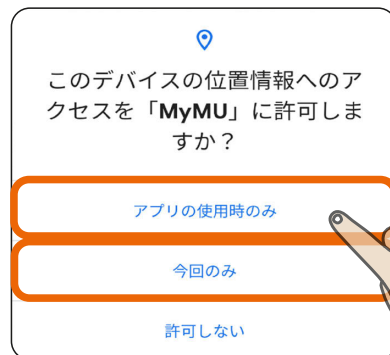 このデバイスの位置情報へのア
クセスを「MyMU」に許可しま
すか？
アプリの使用時のみ
今回のみ
許可しない